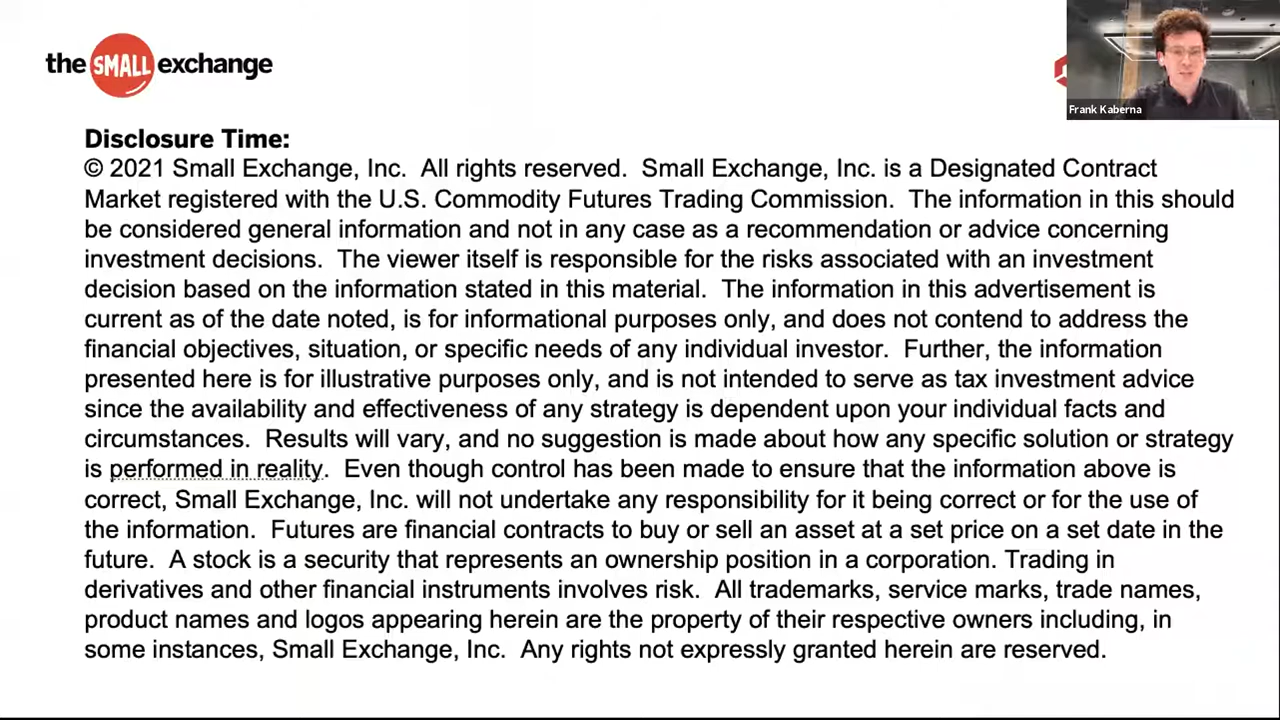 the SMALL exchange
Frank Kaberna
Disclosure Time:
© 2021 Small Exchange, Inc. All rights reserved. Small Exchange, Inc. is a Designated Contract
Market registered with the U.S. Commodity Futures Trading Commission. The information in this should
be considered general information and not in any case as a recommendation or advice concerning
investment decisions. The viewer itself is responsible for the risks associated with an investment
decision based on the information stated in this material. The information in this advertisement is
current as of the date noted, is for informational purposes only, and does not contend to address the
financial objectives, situation, or specific needs of any individual investor. Further, the information
presented here is for illustrative purposes only, and is not intended to serve as tax investment advice
since the availability and effectiveness of any strategy is dependent upon your individual facts and
circumstances. Results will vary, and no suggestion is made about how any specific solution or strategy
is performed in reality. Even though control has been made to ensure that the information above is
correct, Small Exchange, Inc. will not undertake any responsibility for it being correct or for the use of
the information. Futures are financial contracts to buy or sell an asset at a set price on a set date in the
future. A stock is a security that represents an ownership position in a corporation. Trading in
derivatives and other financial instruments involves risk. All trademarks, service marks, trade names,
product names and logos appearing herein are the property of their respective owners including, in
some instances, Small Exchange, Inc. Any rights not expressly granted herein are reserved.